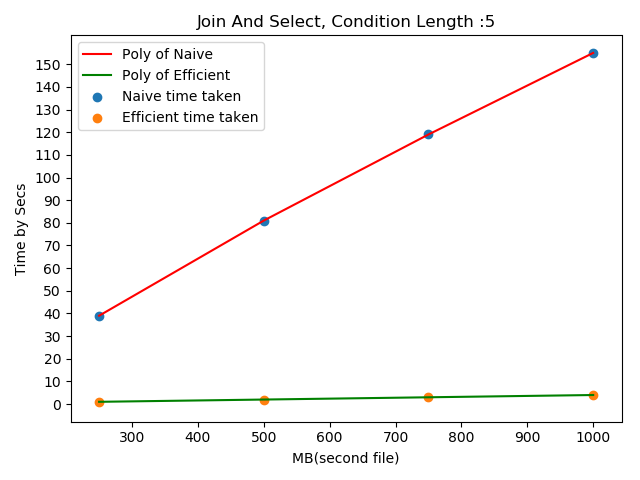 Join And Select, Condition Length :5
Poly of Naive
Poly of Efficient
Naive time taken
Efficient time taken
150
140
130
120
110
100
90
80
70
60
50
40
30
20
10
0
Time by Secs
300 400 500 600 700 800 900 1000
MB(second file)